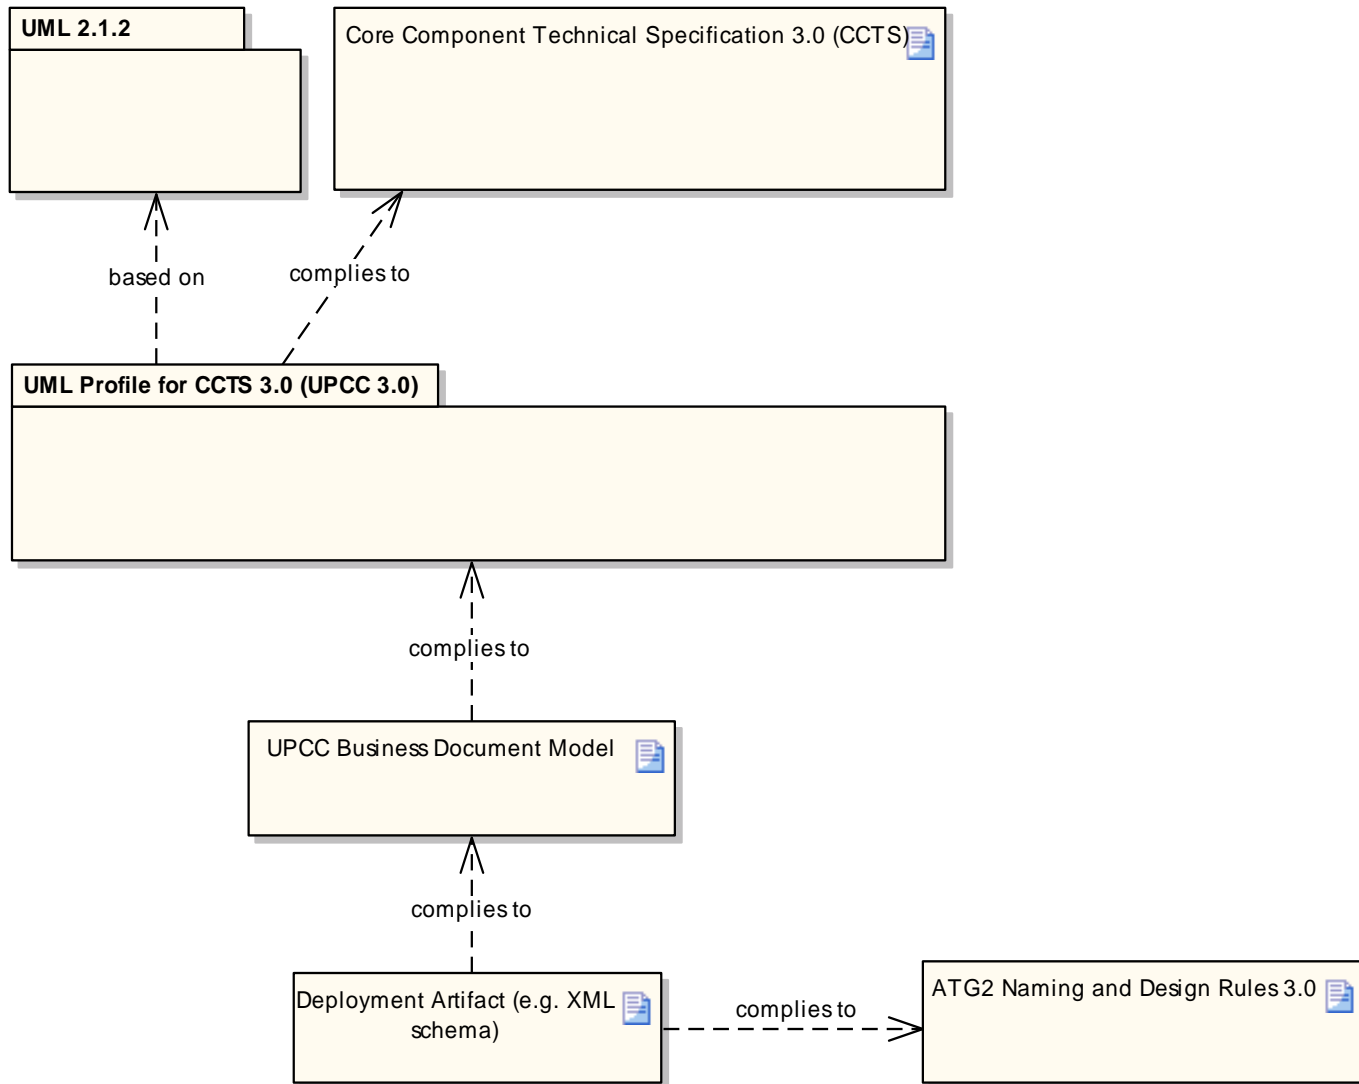 UML 2.1.2
Core Component Technical Specification 3.0 (CCTS)
based on
complies to
UML Profile for CCTS 3.0 (UPCC 3.0)
complies to
UPCC Business Document Model
complies to
Deployment Artifact (e.g. XML
schema)
complies to
ATG2 Naming and Design Rules 3.0